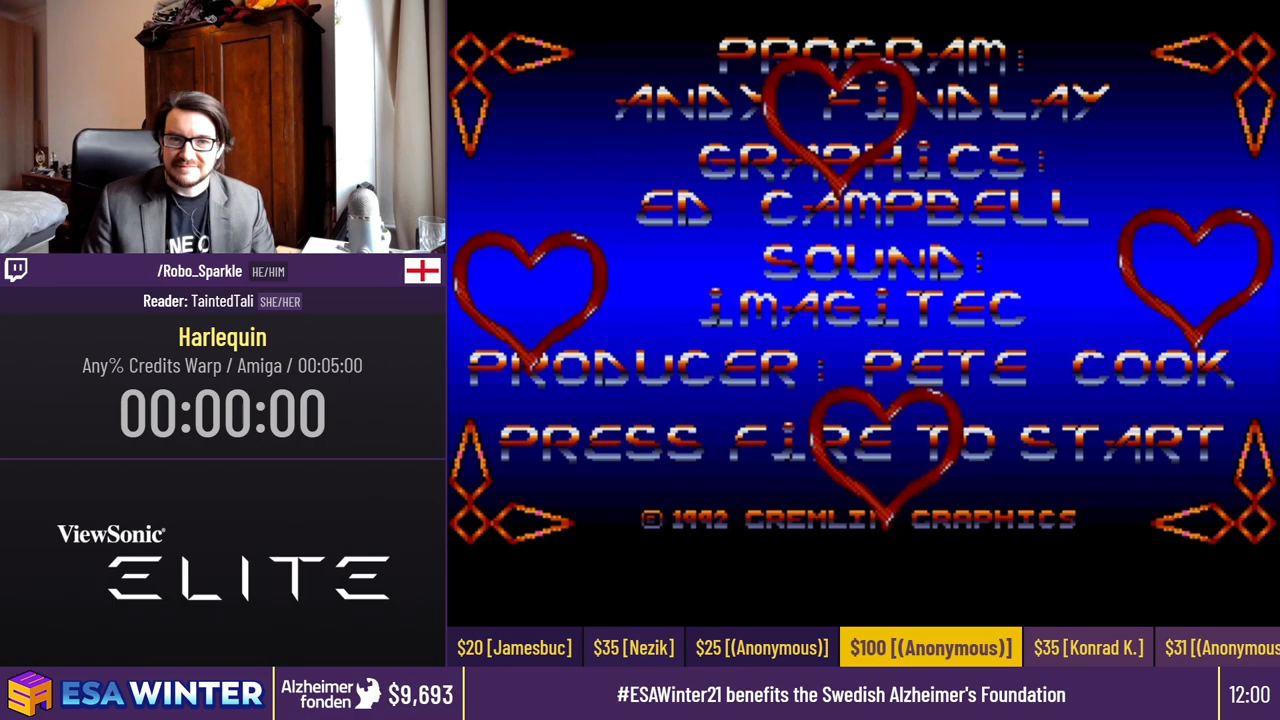 NE C
/Robo_Sparkle HE/HIM
Reader: TaintedTali SHE/HER
Harlequin
Any% Credits Warp / Amiga / 00:05:00
00:00:00
ViewSonic®
ELITE
PROGRAM:
ANDY FINDLAY
GRAPHICS:
ED CAMPBELL
SOUND:
IMAGITEC
PRODUCER: PETE COOK
PRESS FIRE TO START
© 1992 GREMLIN GRAPHICS
$20 [Jamesbuc] $35 [Nezik] $25 [(Anonymous)] $100 [(Anonymous)] $35 [Konrad K.] $31 [(Anonymous
ESA WINTER
Alzheimer
fonden
$9,693
#ESAWinter21 benefits the Swedish Alzheimer's Foundation
12:00